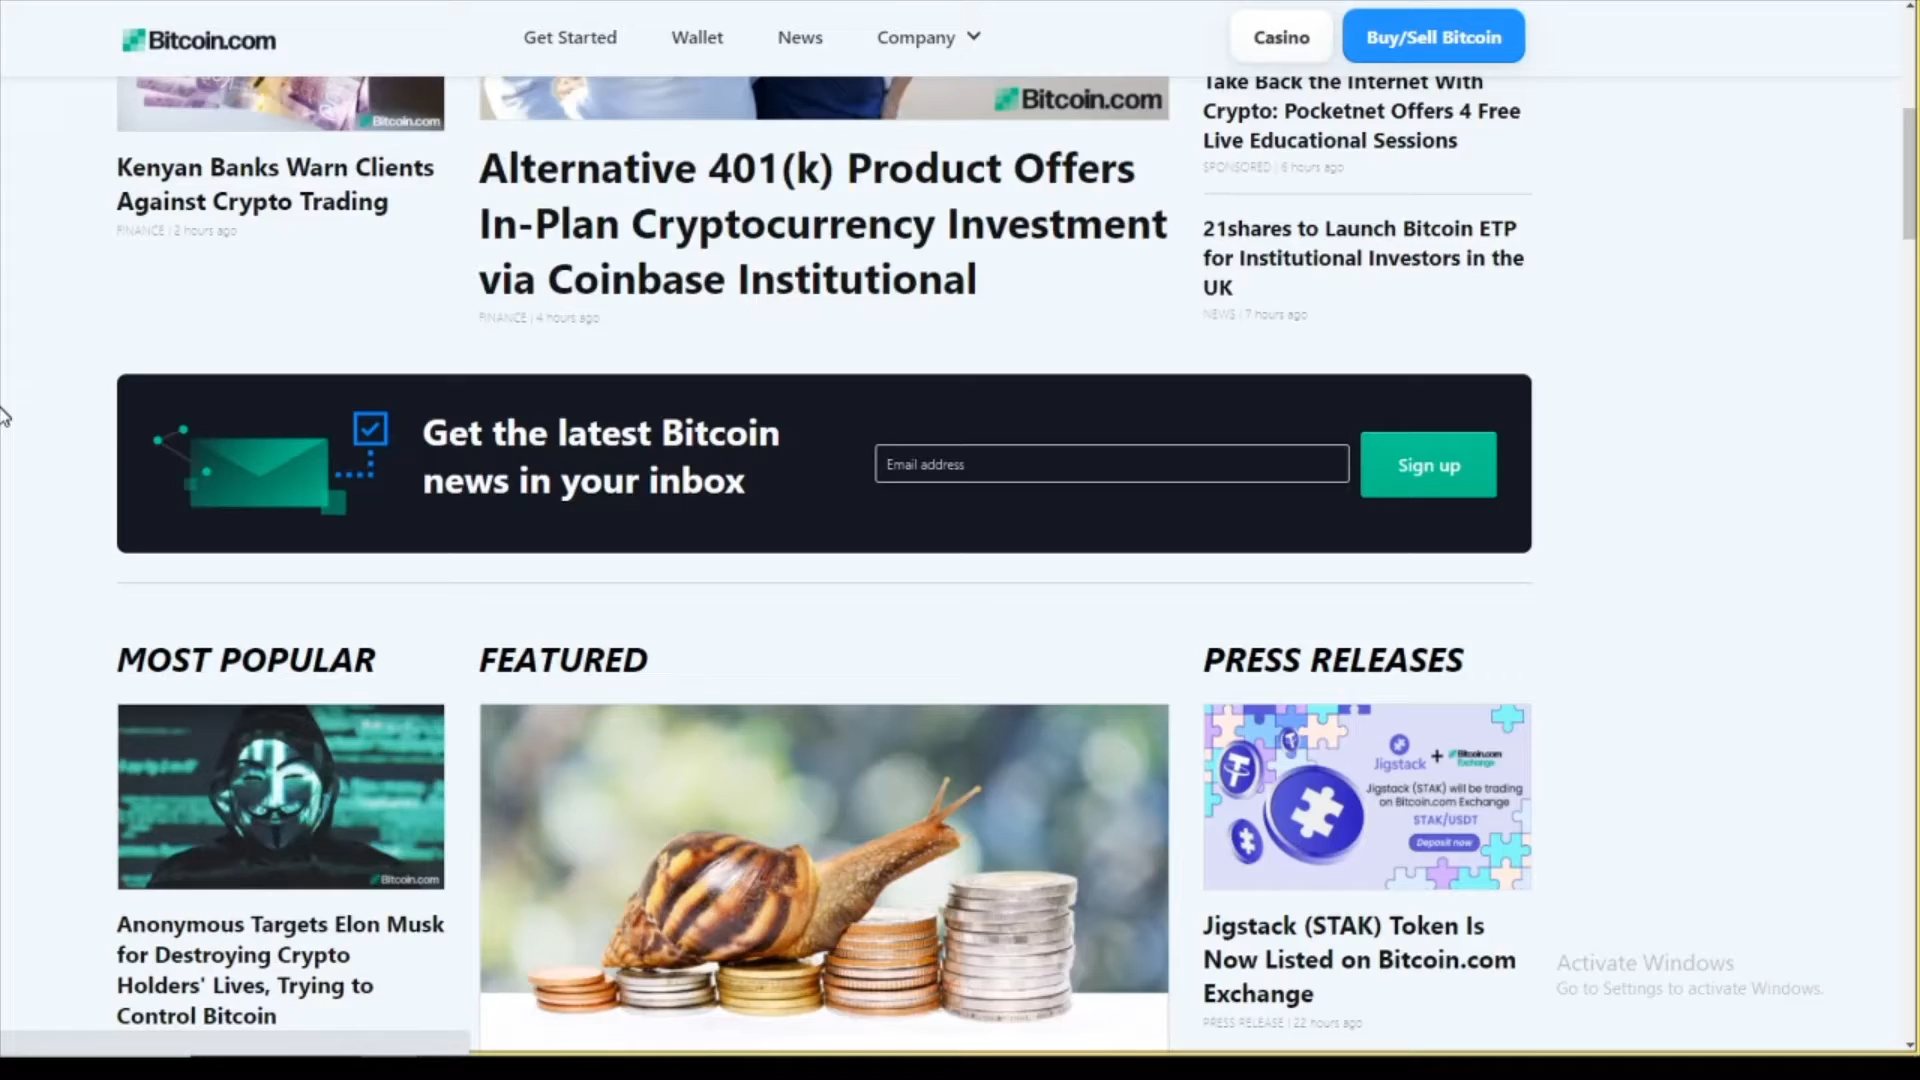 Bitcoin.com
Get Started
Wallet
News
Company
Casino
Buy/Sell Bitcoin
Bitcoin.com
Kenyan Banks Warn Clients
Against Crypto Trading
FINANCE | 2 hours ago
Bitcoin.com
Alternative 401(k) Product Offers
In-Plan Cryptocurrency Investment
via Coinbase Institutional
FINANCE | 4 hours ago
Take Back the Internet With
Crypto: Pocketnet Offers 4 Free
Live Educational Sessions
SPONSORED | 6 hours ago
21shares to Launch Bitcoin ETP
for Institutional Investors in the
UK
NEWS | 7 hours ago
Get the latest Bitcoin
news in your inbox
Email address
Sign up
MOST POPULAR
Bitcoin.com
Anonymous Targets Elon Musk
for Destroying Crypto
Holders' Lives, Trying to
Control Bitcoin
FEATURED
PRESS RELEASES
Jigstack + Bitcoin.com
Exchange
Jigstack (STAK) will be trading
on Bitcoin.com Exchange
STAK/USDT
Deposit now
Jigstack (STAK) Token Is
Now Listed on Bitcoin.com
Exchange
PRESS RELEASE | 22 hours ago
Activate Windows
Go to Settings to activate Windows.